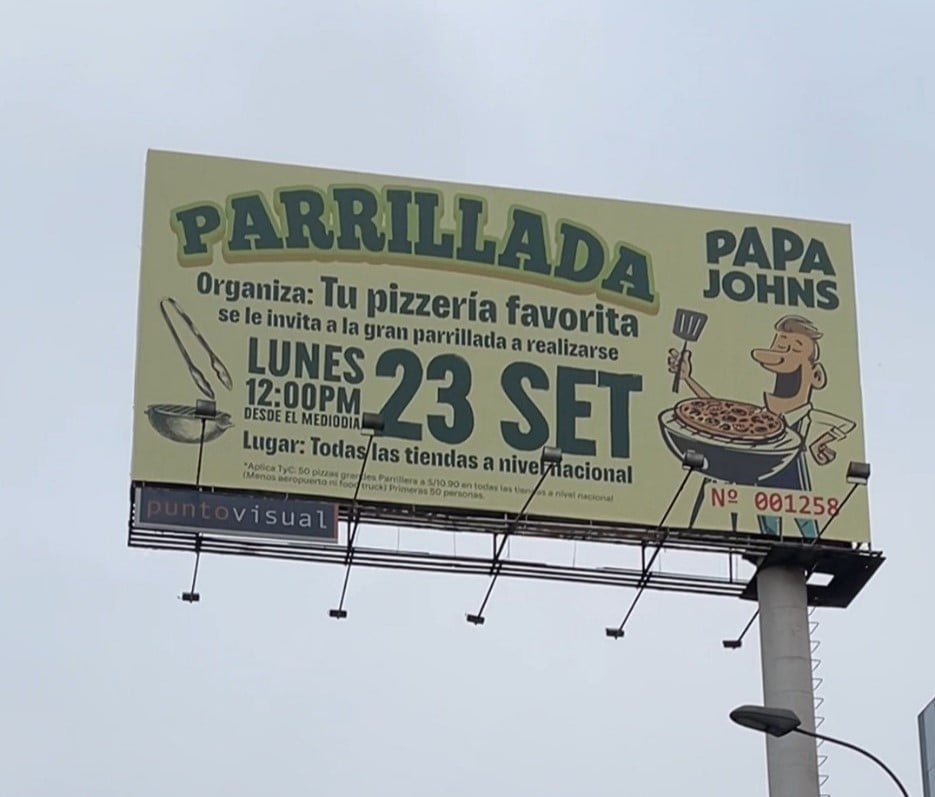 PARRILLADA
PAPA
JOHNS
Organiza: Tu pizzería favorita
se le invita a la gran parrillada a realizarse
LUNES
12:00PM
DESDE EL MEDIODIA
23 SET
Lugar: Todas las tiendas a nivel nacional
*Aplica TyC: 50 pizzas grandes Parrillera a S/10.90 en todas las tiendas a nivel nacional
(Menos aeropuerto ni food truck) Primeras 50 personas.
Nº 001258
puntovisual